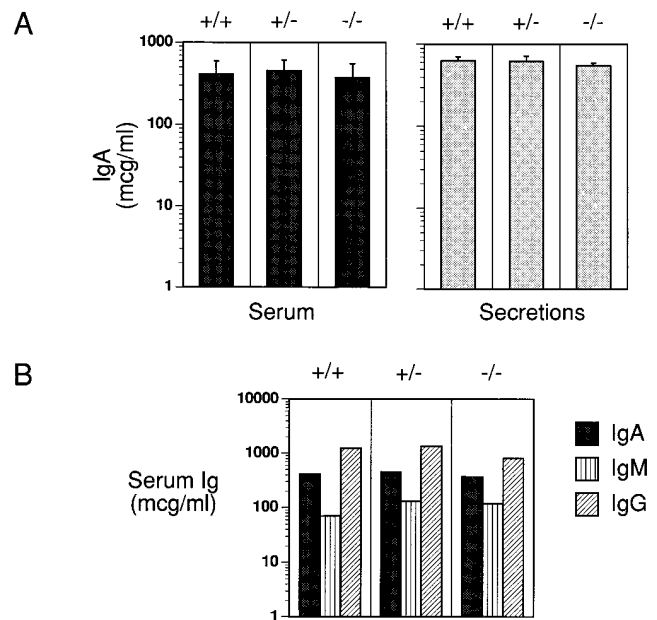 A
+/+ +/- -/- +/+ +/- -/-
1000
100
10
1
IgA
(mcg/ml)
Serum Secretions
B
+/+ +/- -/-
10000
1000
100
10
1
Serum Ig
(mcg/ml)
IgA
IgM
IgG